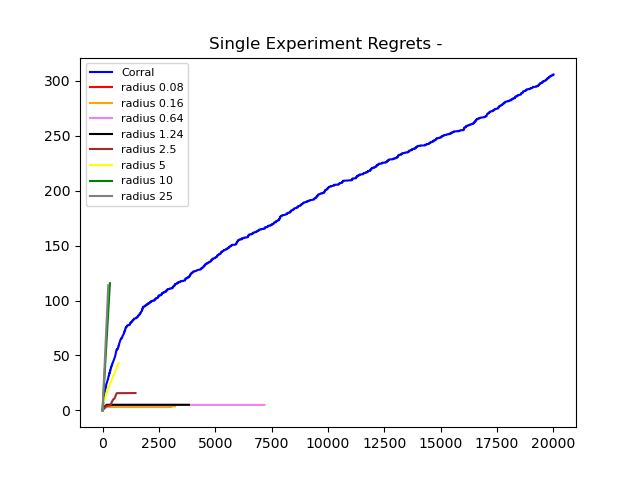 Single Experiment Regrets -
Corral
radius 0.08
radius 0.16
radius 0.64
radius 1.24
radius 2.5
radius 5
radius 10
radius 25
300
250
200
150
100
50
0
0 2500 5000 7500 10000 12500 15000 17500 20000